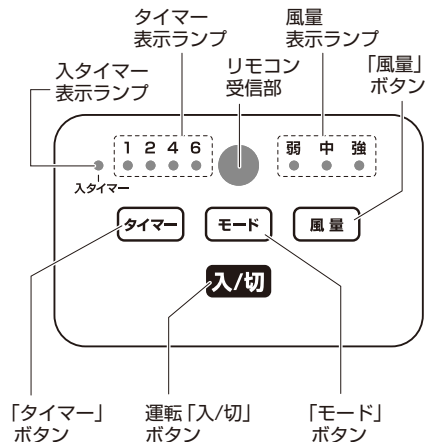 タイマー
表示ランプ
風量
表示ランプ
入タイマー
表示ランプ
リモコン
受信部
「風量」
ボタン
1 2 4 6
弱 中 強
入タイマー
タイマー
モード
風量
入/切
「タイマー」
ボタン
運転「入/切」
ボタン
「モード」
ボタン